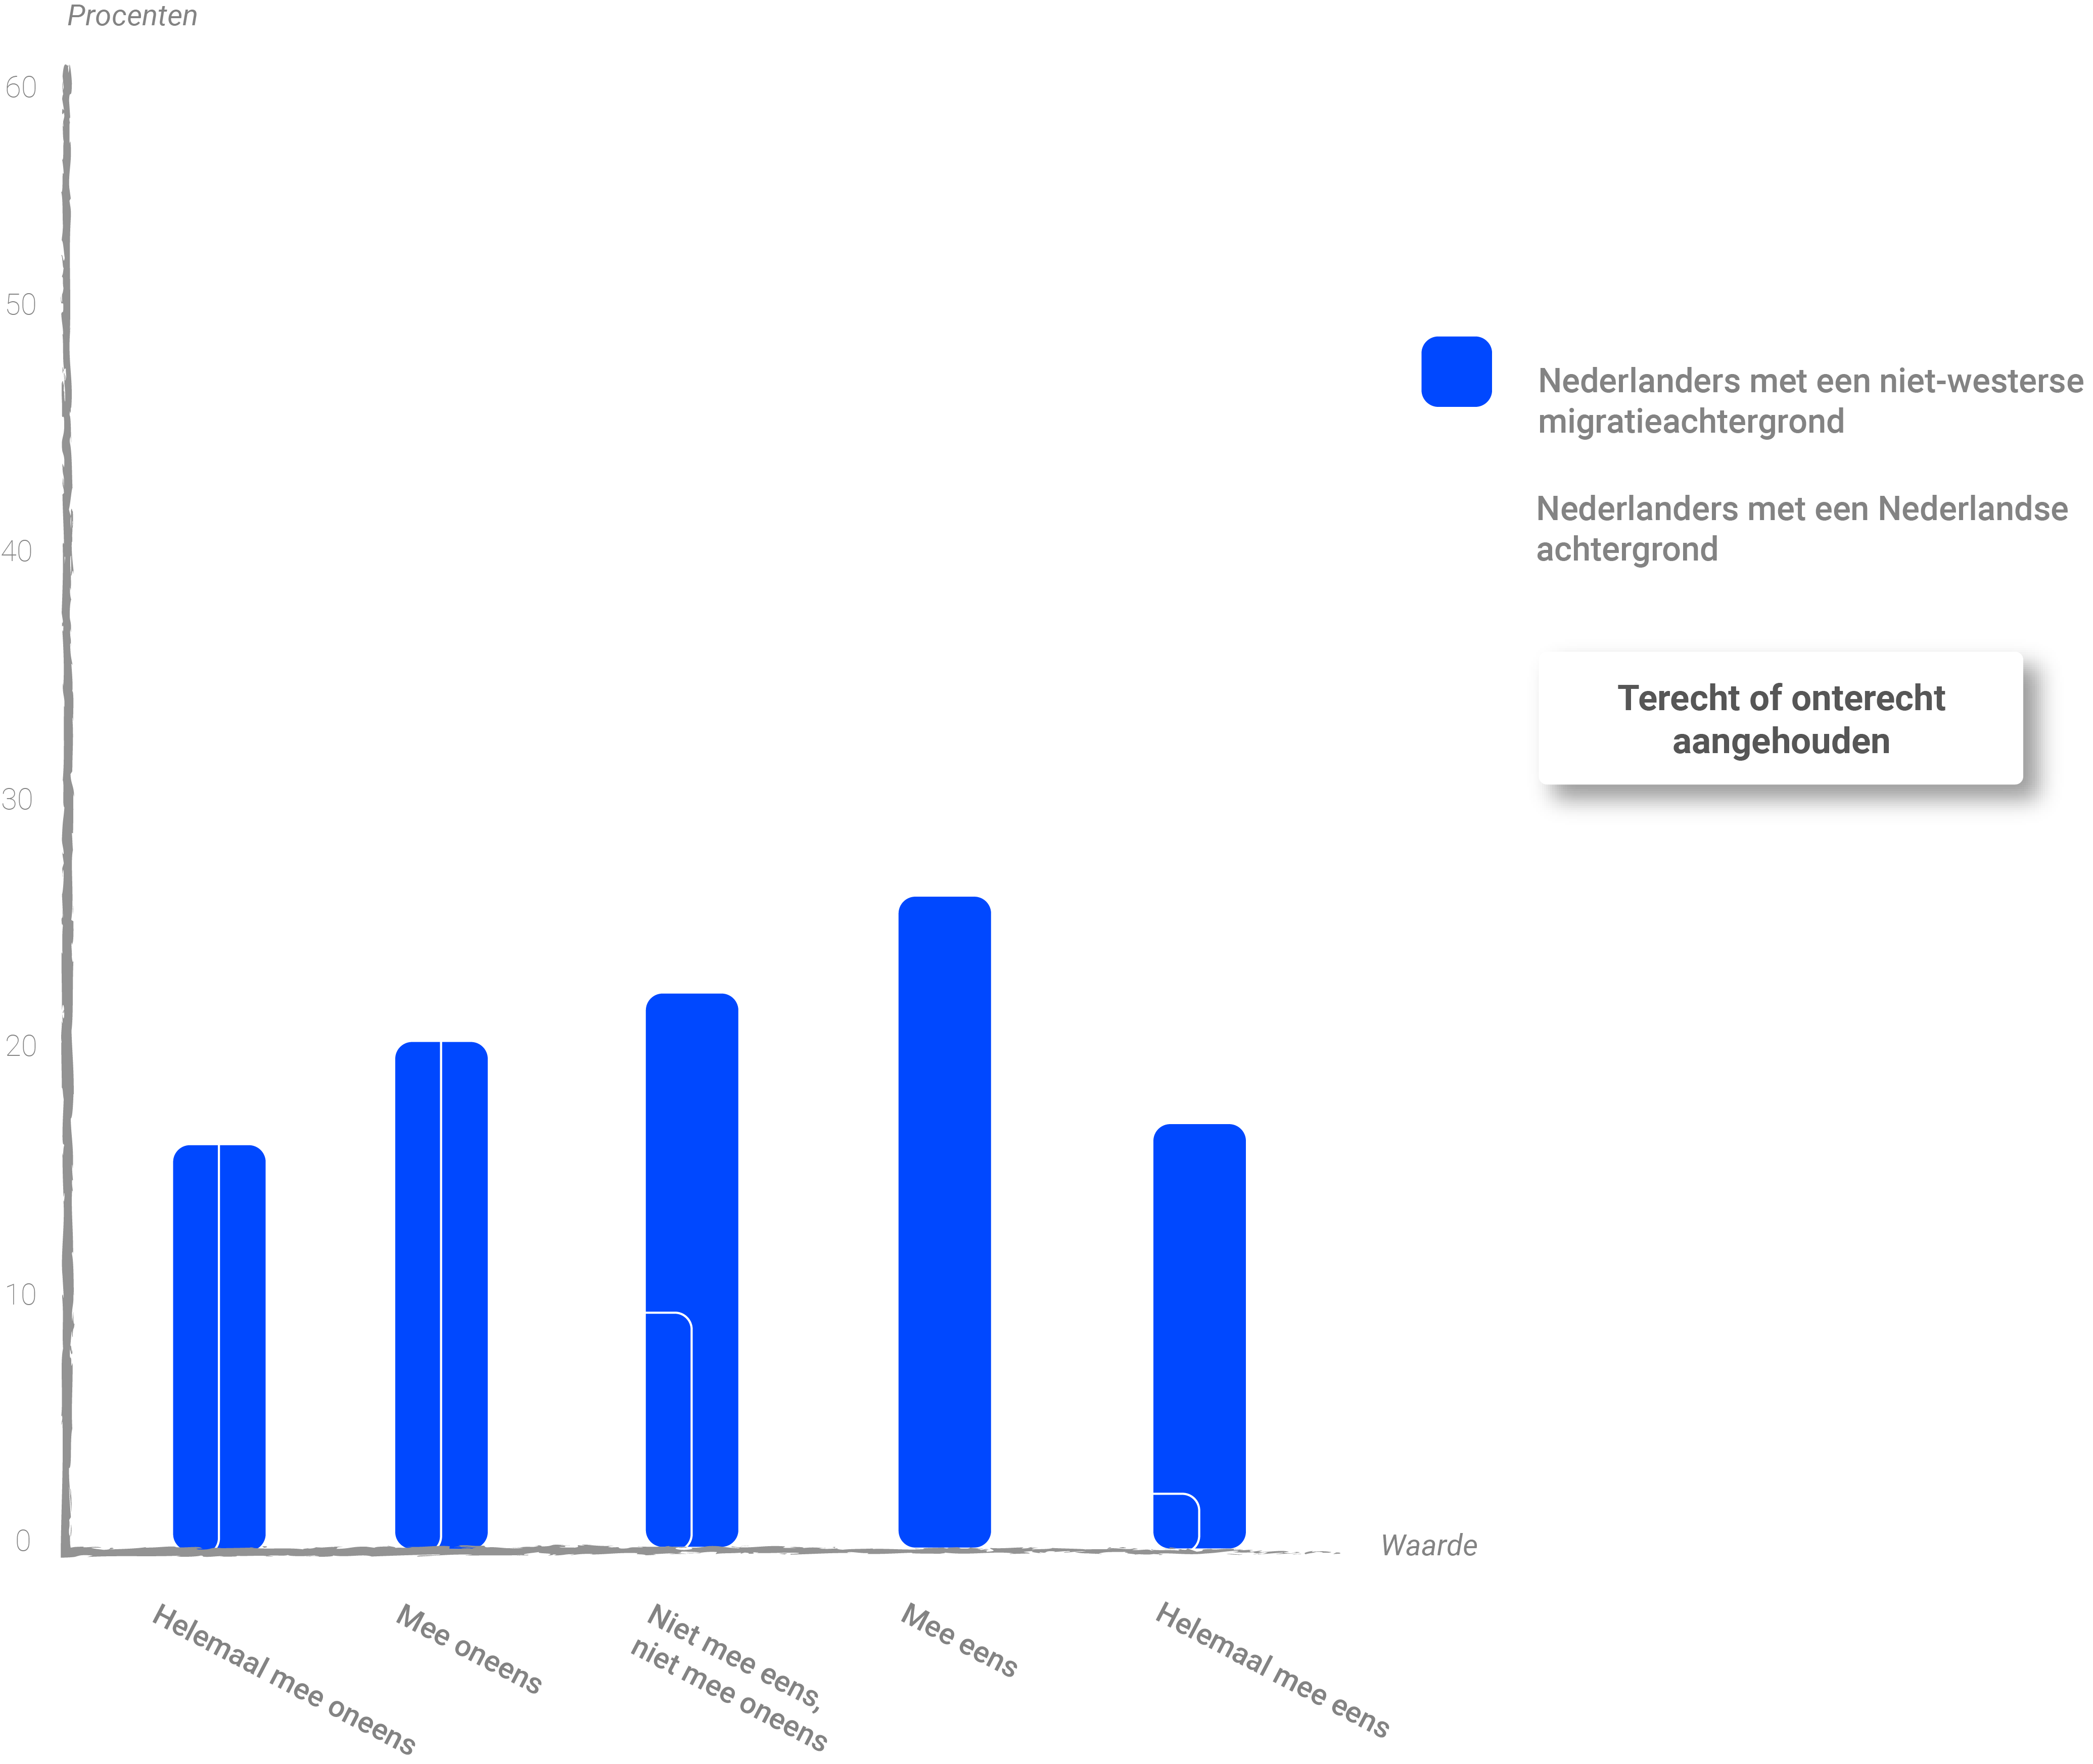 Procenten
60
50
40
30
20
10
0
Waarde
Helemaal mee oneens
Mee oneens
Niet mee eens,
niet mee oneens
Mee eens
Helemaal mee eens
Nederlanders met een niet-westerse
migratieachtergrond
Nederlanders met een Nederlandse
achtergrond
Terecht of onterecht
aangehouden